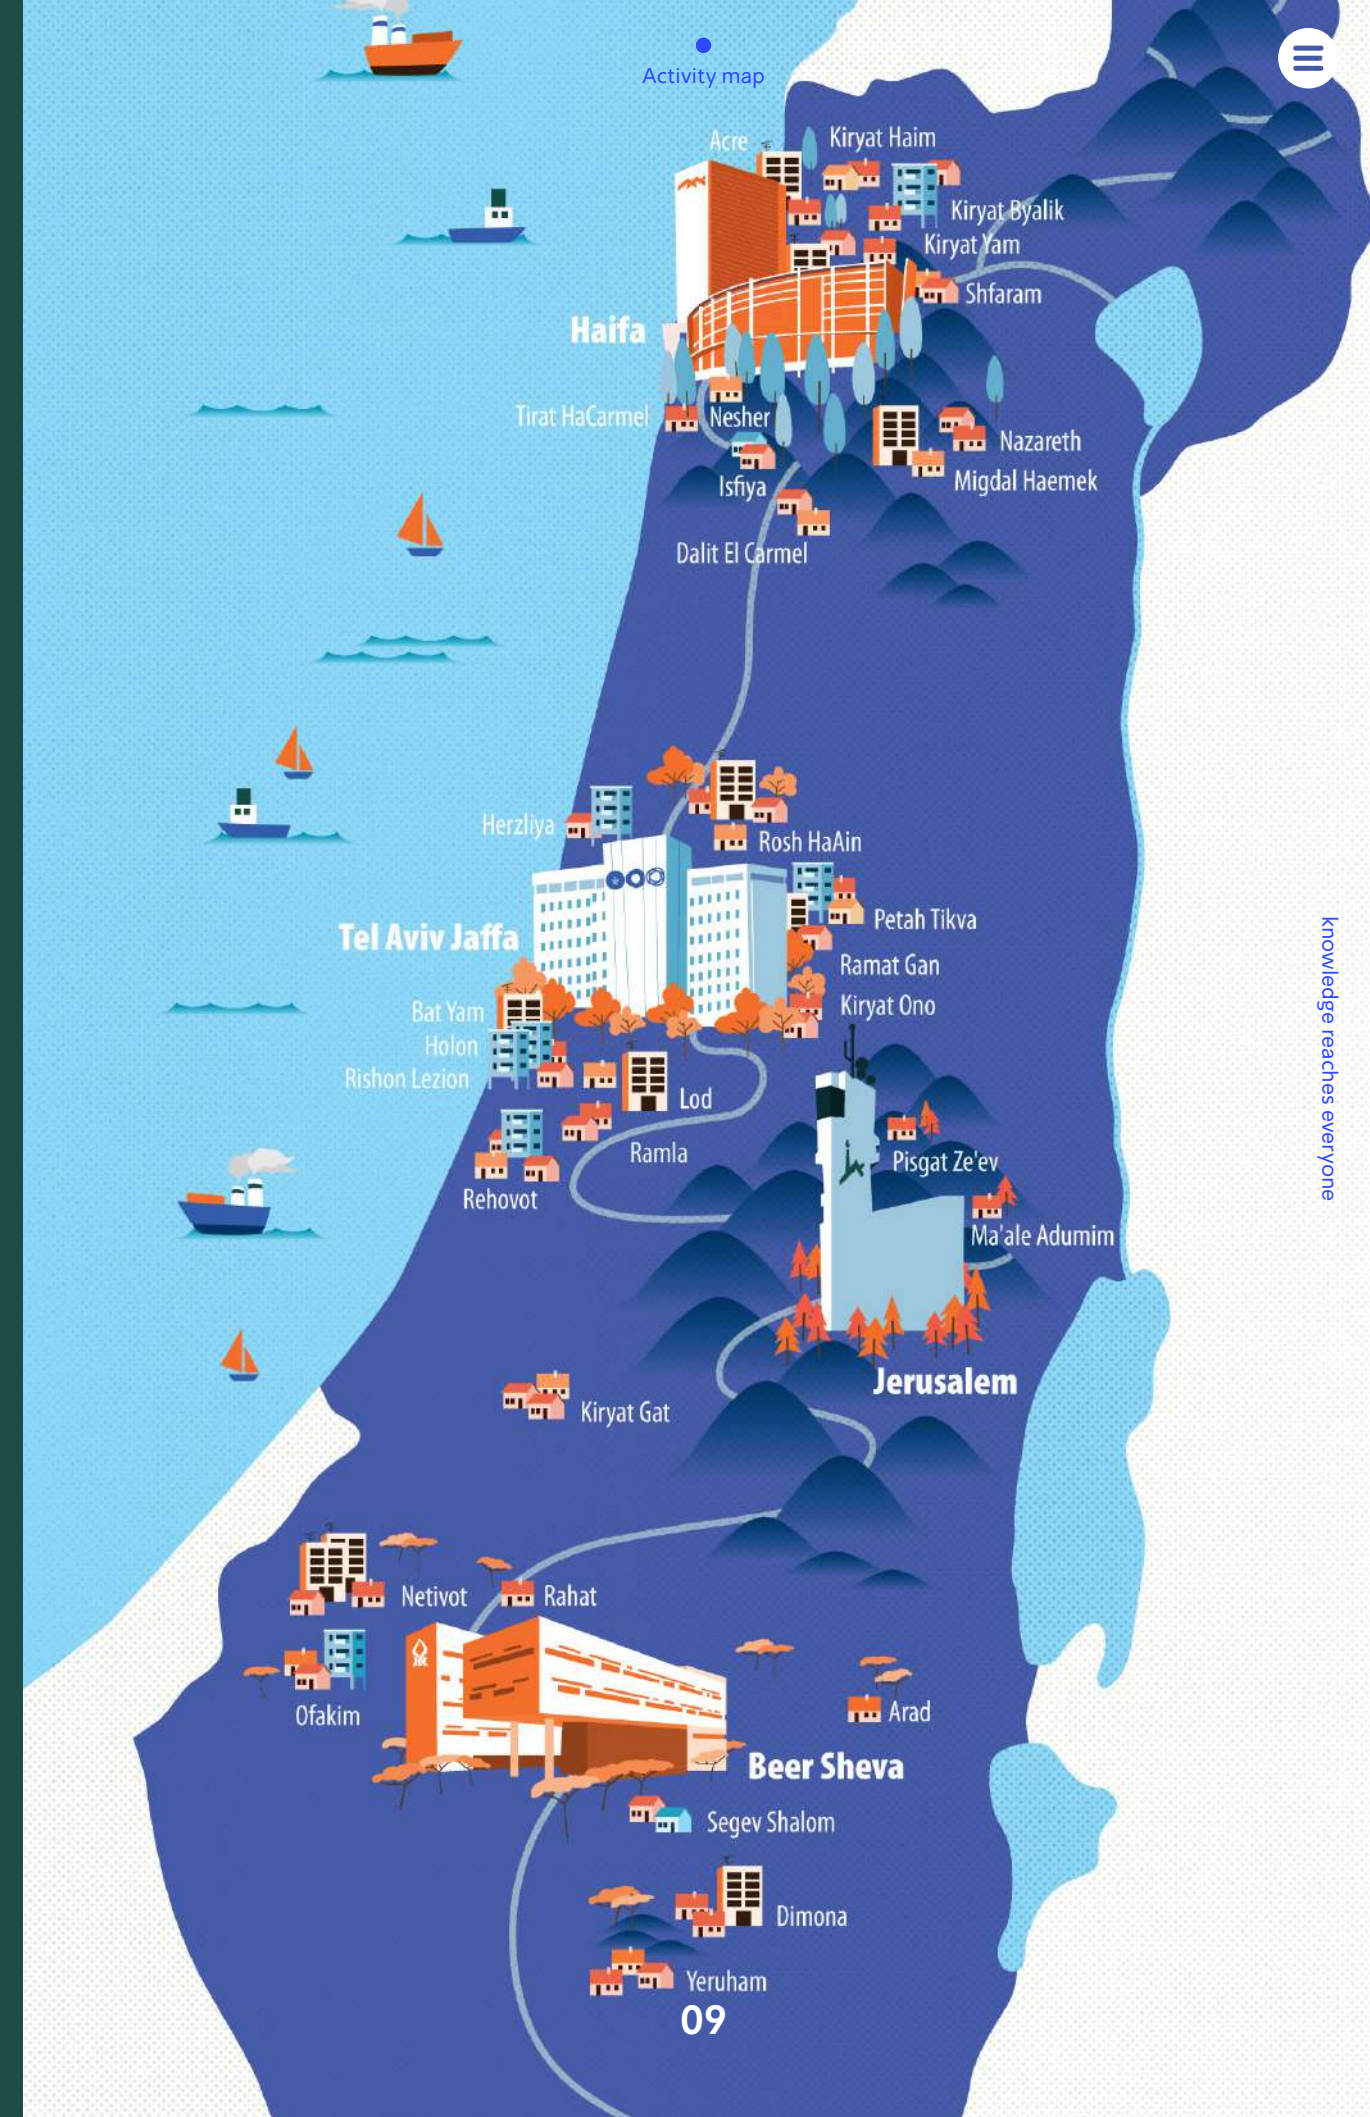 Activity map
Acre
Kiryat Haim
Kiryat Byalik
Kiryat Yam
Shfaram
Haifa
Tirat HaCarmel
Nesher
Nazareth
Isfiya
Migdal Haemek
Dalit El Carmel
Herzliya
Rosh HaAin
Petah Tikva
Tel Aviv Jaffa
Ramat Gan
Kiryat Ono
Bat Yam
Holon
Rishon Lezion
Lod
Ramla
Pisgat Ze'ev
Rehovot
Ma'ale Adumim
knowledge reaches everyone
Jerusalem
Kiryat Gat
Netivot
Rahat
Ofakim
Arad
Beer Sheva
Segev Shalom
Dimona
Yeruham
09